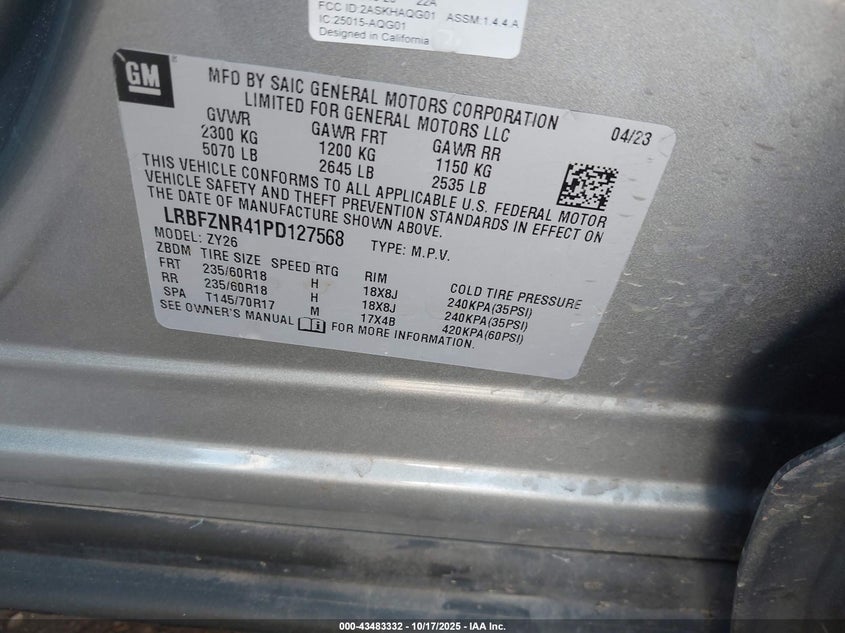 22A
FCC ID:2ASKHAQG01 ASSM:1.4.4.A
IC:25015-AQG01
Designed in California
GM
MFD BY SAIC GENERAL MOTORS CORPORATION
LIMITED FOR GENERAL MOTORS LLC
04/23
GVWR GAWR FRT GAWR RR
2300 KG 1200 KG 1150 KG
5070 LB 2645 LB 2535 LB
THIS VEHICLE CONFORMS TO ALL APPLICABLE U.S. FEDERAL MOTOR
VEHICLE SAFETY AND THEFT PREVENTION STANDARDS IN EFFECT ON
THE DATE OF MANUFACTURE SHOWN ABOVE.
LRBFZNR41PD127568 TYPE: M.P.V.
MODEL: ZY26
ZBDM TIRE SIZE SPEED RTG RIM COLD TIRE PRESSURE
FRT 235/60R18 H 18X8J 240KPA(35PSI)
RR 235/60R18 H 18X8J 240KPA(35PSI)
SPA T145/70R17 M 17X4B 420KPA(60PSI)
SEE OWNER'S MANUAL FOR MORE INFORMATION.
000-43483332 - 10/17/2025 - IAA Inc.